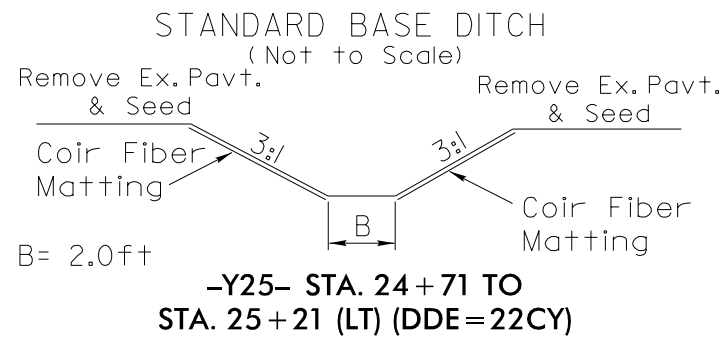 STANDARD BASE DITCH
(Not to Scale)
Remove Ex. Pavt.
& Seed
Remove Ex. Pavt.
& Seed
3:1
3:1
Coir Fiber
Matting
Coir Fiber
Matting
B
B= 2.0ft
-Y25- STA. 24+71 TO
STA. 25+21 (LT) (DDE=22CY)